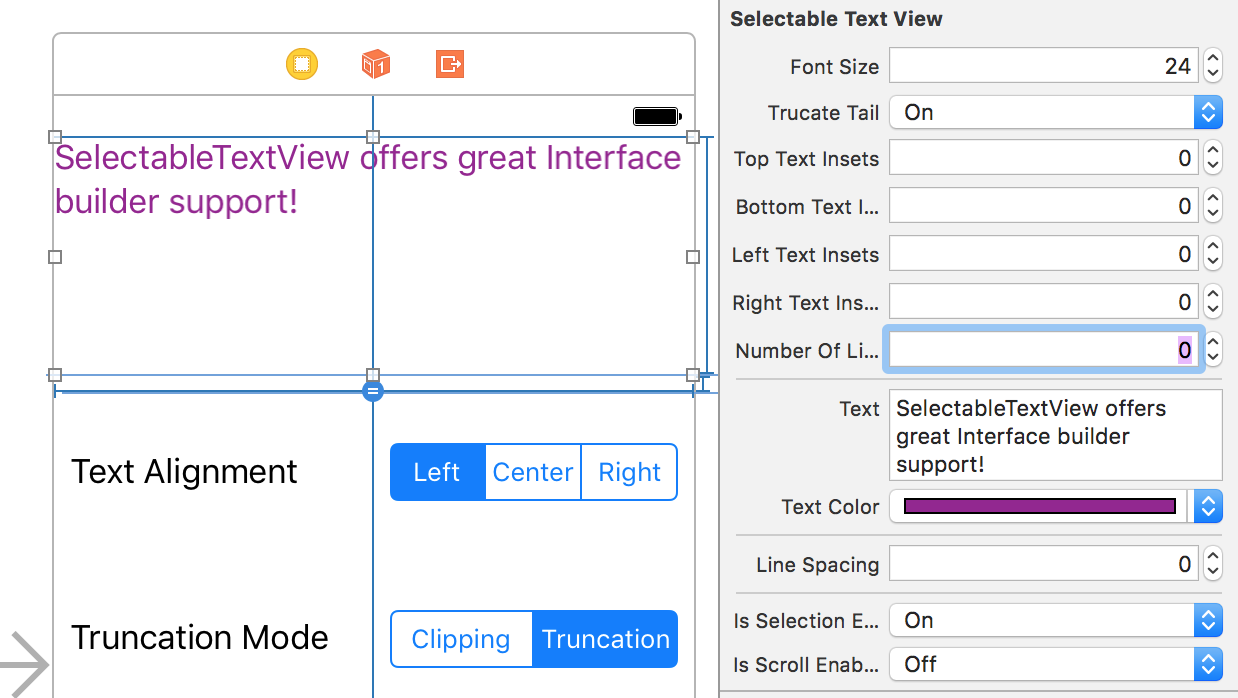 SelectableTextView offers great Interface
builder support!
Text Alignment
Left
Center
Right
Truncation Mode
Clipping
Truncation
Selectable Text View
Font Size
24
Trucate Tail
On
Top Text Insets
0
Bottom Text I...
0
Left Text Insets
0
Right Text Ins...
0
Number Of Li...
0
Text
SelectableTextView offers
great Interface builder
support!
Text Color
Line Spacing
0
Is Selection E...
On
Is Scroll Enab...
Off